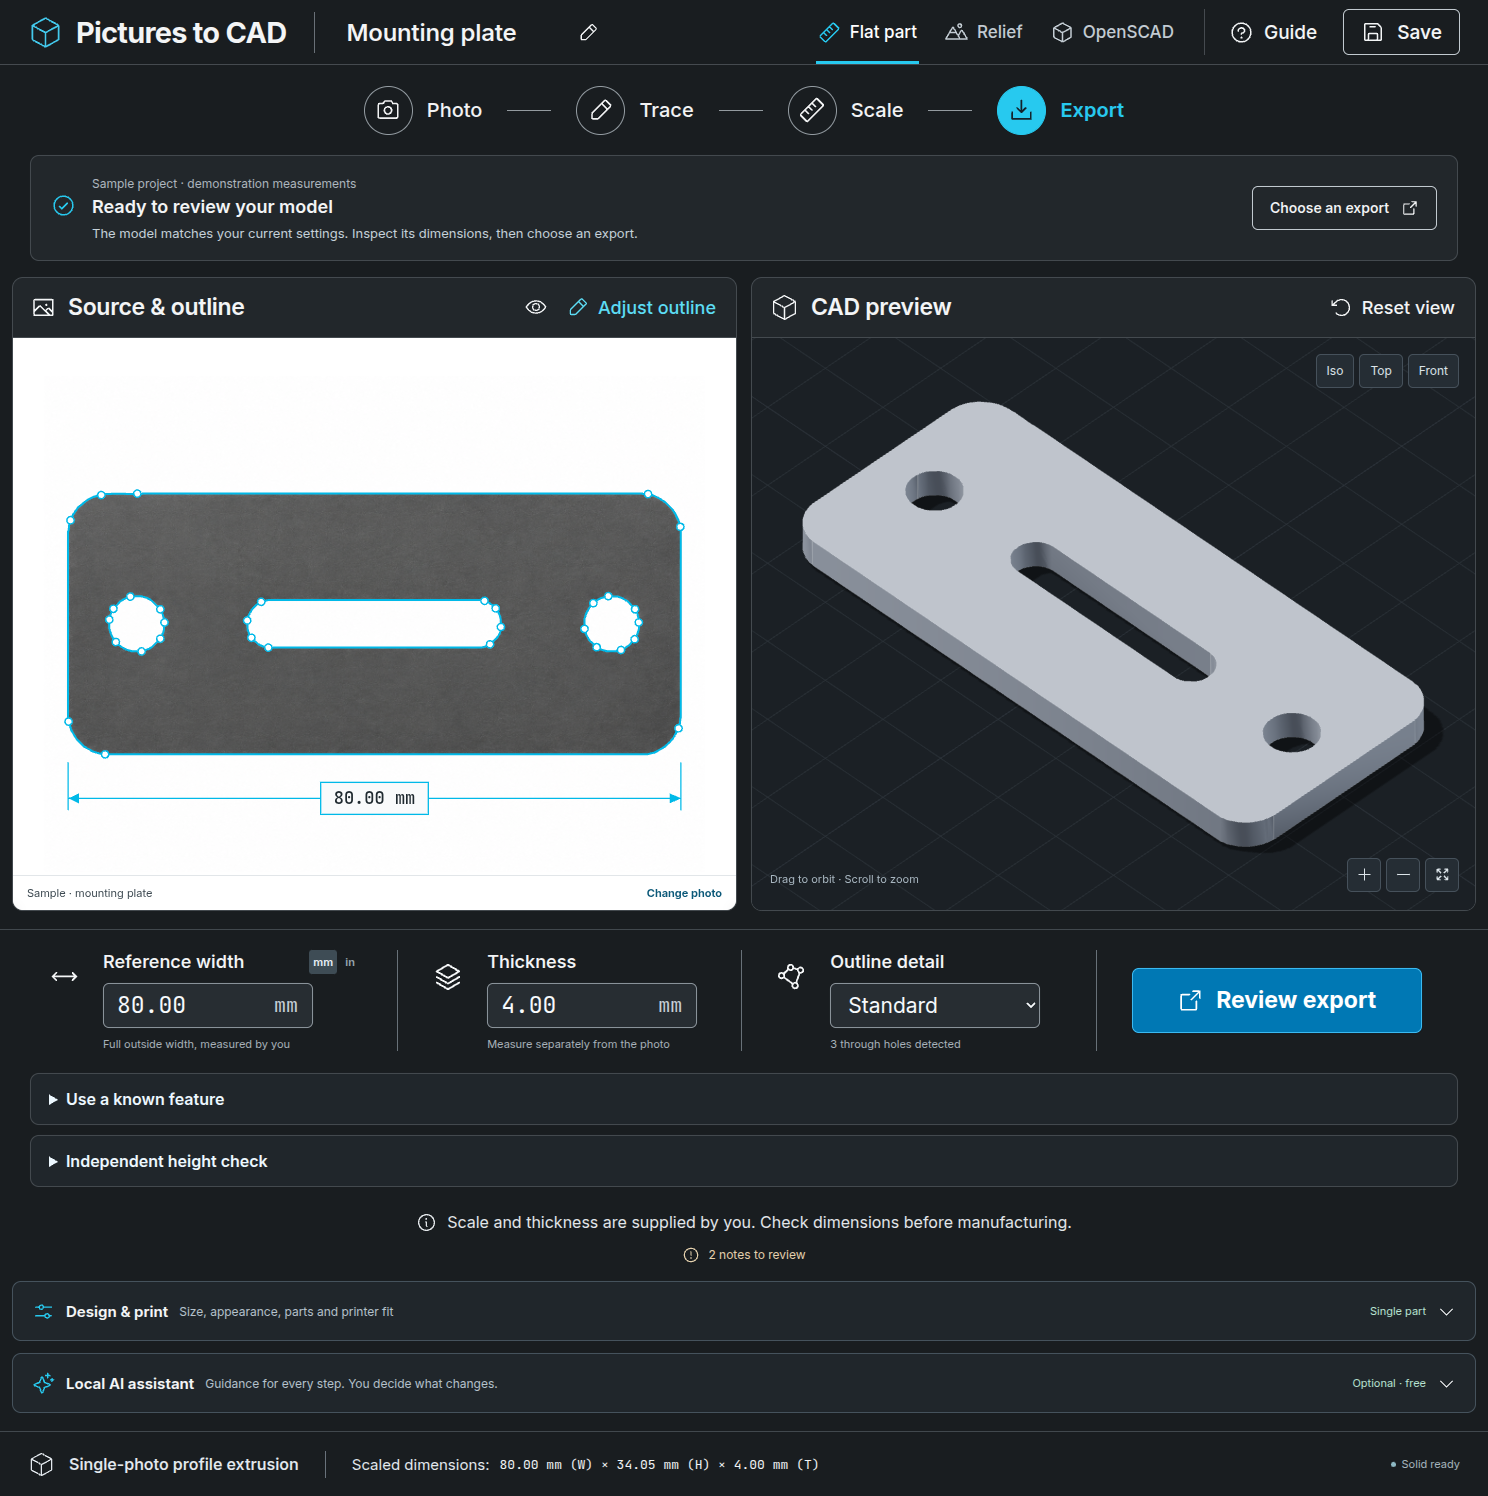 Pictures to CAD
Mounting plate
Flat part
Relief
OpenSCAD
Guide
Save
Photo
Trace
Scale
Export
Sample project · demonstration measurements
Ready to review your model
The model matches your current settings. Inspect its dimensions, then choose an export.
Choose an export
Source & outline
Adjust outline
80.00 mm
Sample · mounting plate
Change photo
CAD preview
Reset view
Iso
Top
Front
Drag to orbit · Scroll to zoom
Reference width
mm in
80.00 mm
Full outside width, measured by you
Thickness
4.00 mm
Measure separately from the photo
Outline detail
Standard
3 through holes detected
Review export
Use a known feature
Independent height check
Scale and thickness are supplied by you. Check dimensions before manufacturing.
2 notes to review
Design & print Size, appearance, parts and printer fit
Single part
Local AI assistant Guidance for every step. You decide what changes.
Optional · free
Single-photo profile extrusion
Scaled dimensions: 80.00 mm (W) × 34.05 mm (H) × 4.00 mm (T)
Solid ready